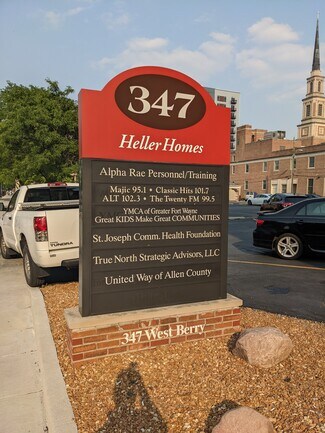 347
Heller Homes
Alpha Rae Personnel/Training
Majic 95.1 • Classic Hits 101.7
ALT 102.3 • The Twenty FM 99.5
YMCA of Greater Fort Wayne
Great KIDS Make Great COMMUNITIES
St. Joseph Comm. Health Foundation
True North Strategic Advisors, LLC
United Way of Allen County
347 West Berry
TUNDRA